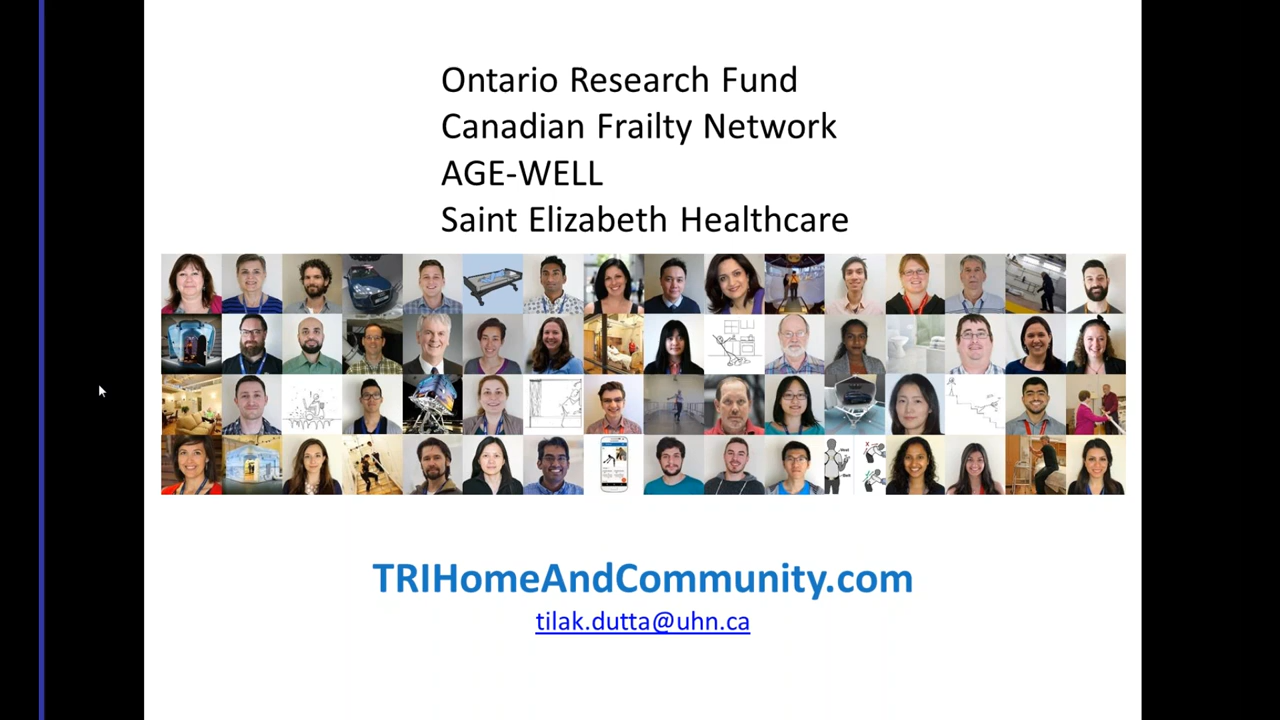 Ontario Research Fund
Canadian Frailty Network
AGE-WELL
Saint Elizabeth Healthcare
TRIHomeAndCommunity.com
tilak.dutta@uhn.ca